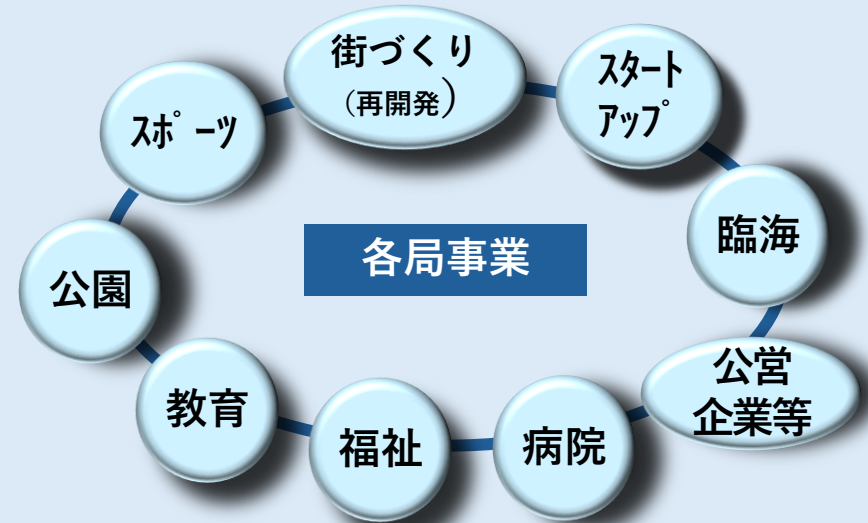 街づくり
（再開発）
スタート
アップ
スポーツ
臨海
各局事業
公園
公営
企業等
教育
福祉
病院